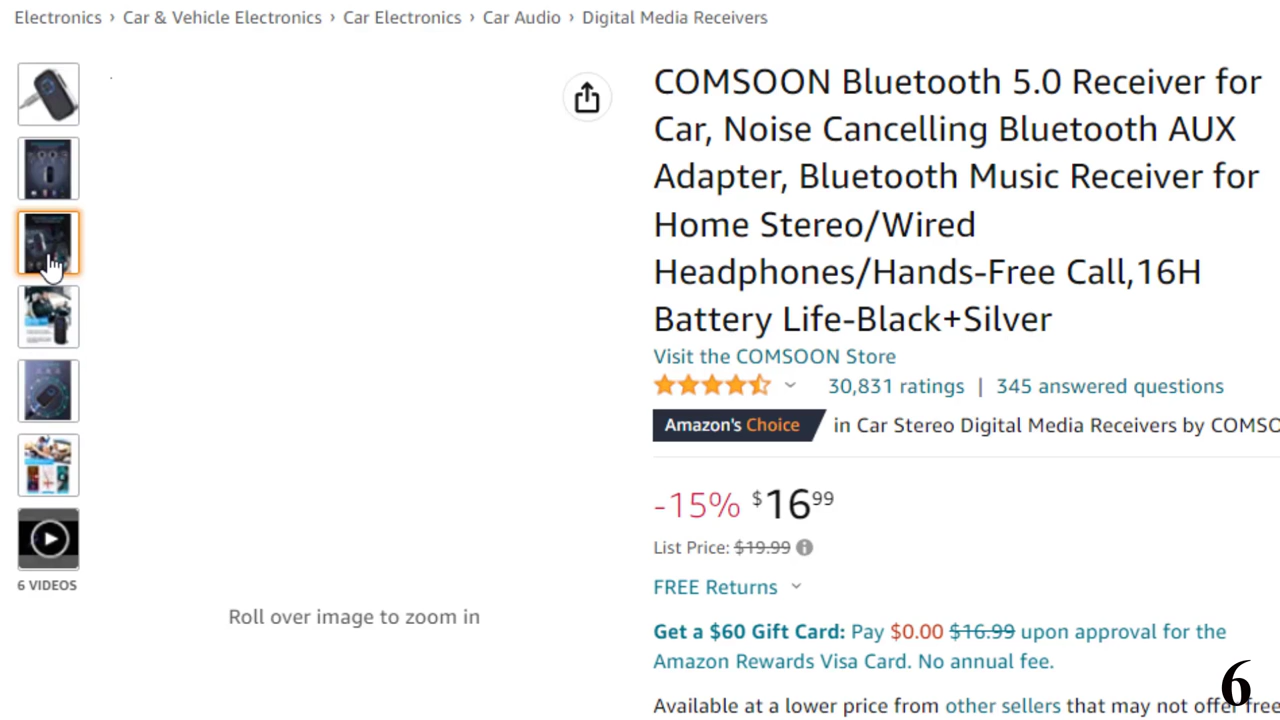 Electronics › Car & Vehicle Electronics › Car Electronics › Car Audio › Digital Media Receivers
COMSOON Bluetooth 5.0 Receiver for
Car, Noise Cancelling Bluetooth AUX
Adapter, Bluetooth Music Receiver for
Home Stereo/Wired
Headphones/Hands-Free Call,16H
Battery Life-Black+Silver
Visit the COMSOON Store
30,831 ratings | 345 answered questions
Amazon's Choice in Car Stereo Digital Media Receivers by COMSO
-15% $16 99
List Price: $19.99
FREE Returns
Get a $60 Gift Card: Pay $0.00 $16.99 upon approval for the
Amazon Rewards Visa Card. No annual fee.
Available at a lower price from other sellers that may not offer free
6 VIDEOS
Roll over image to zoom in
6